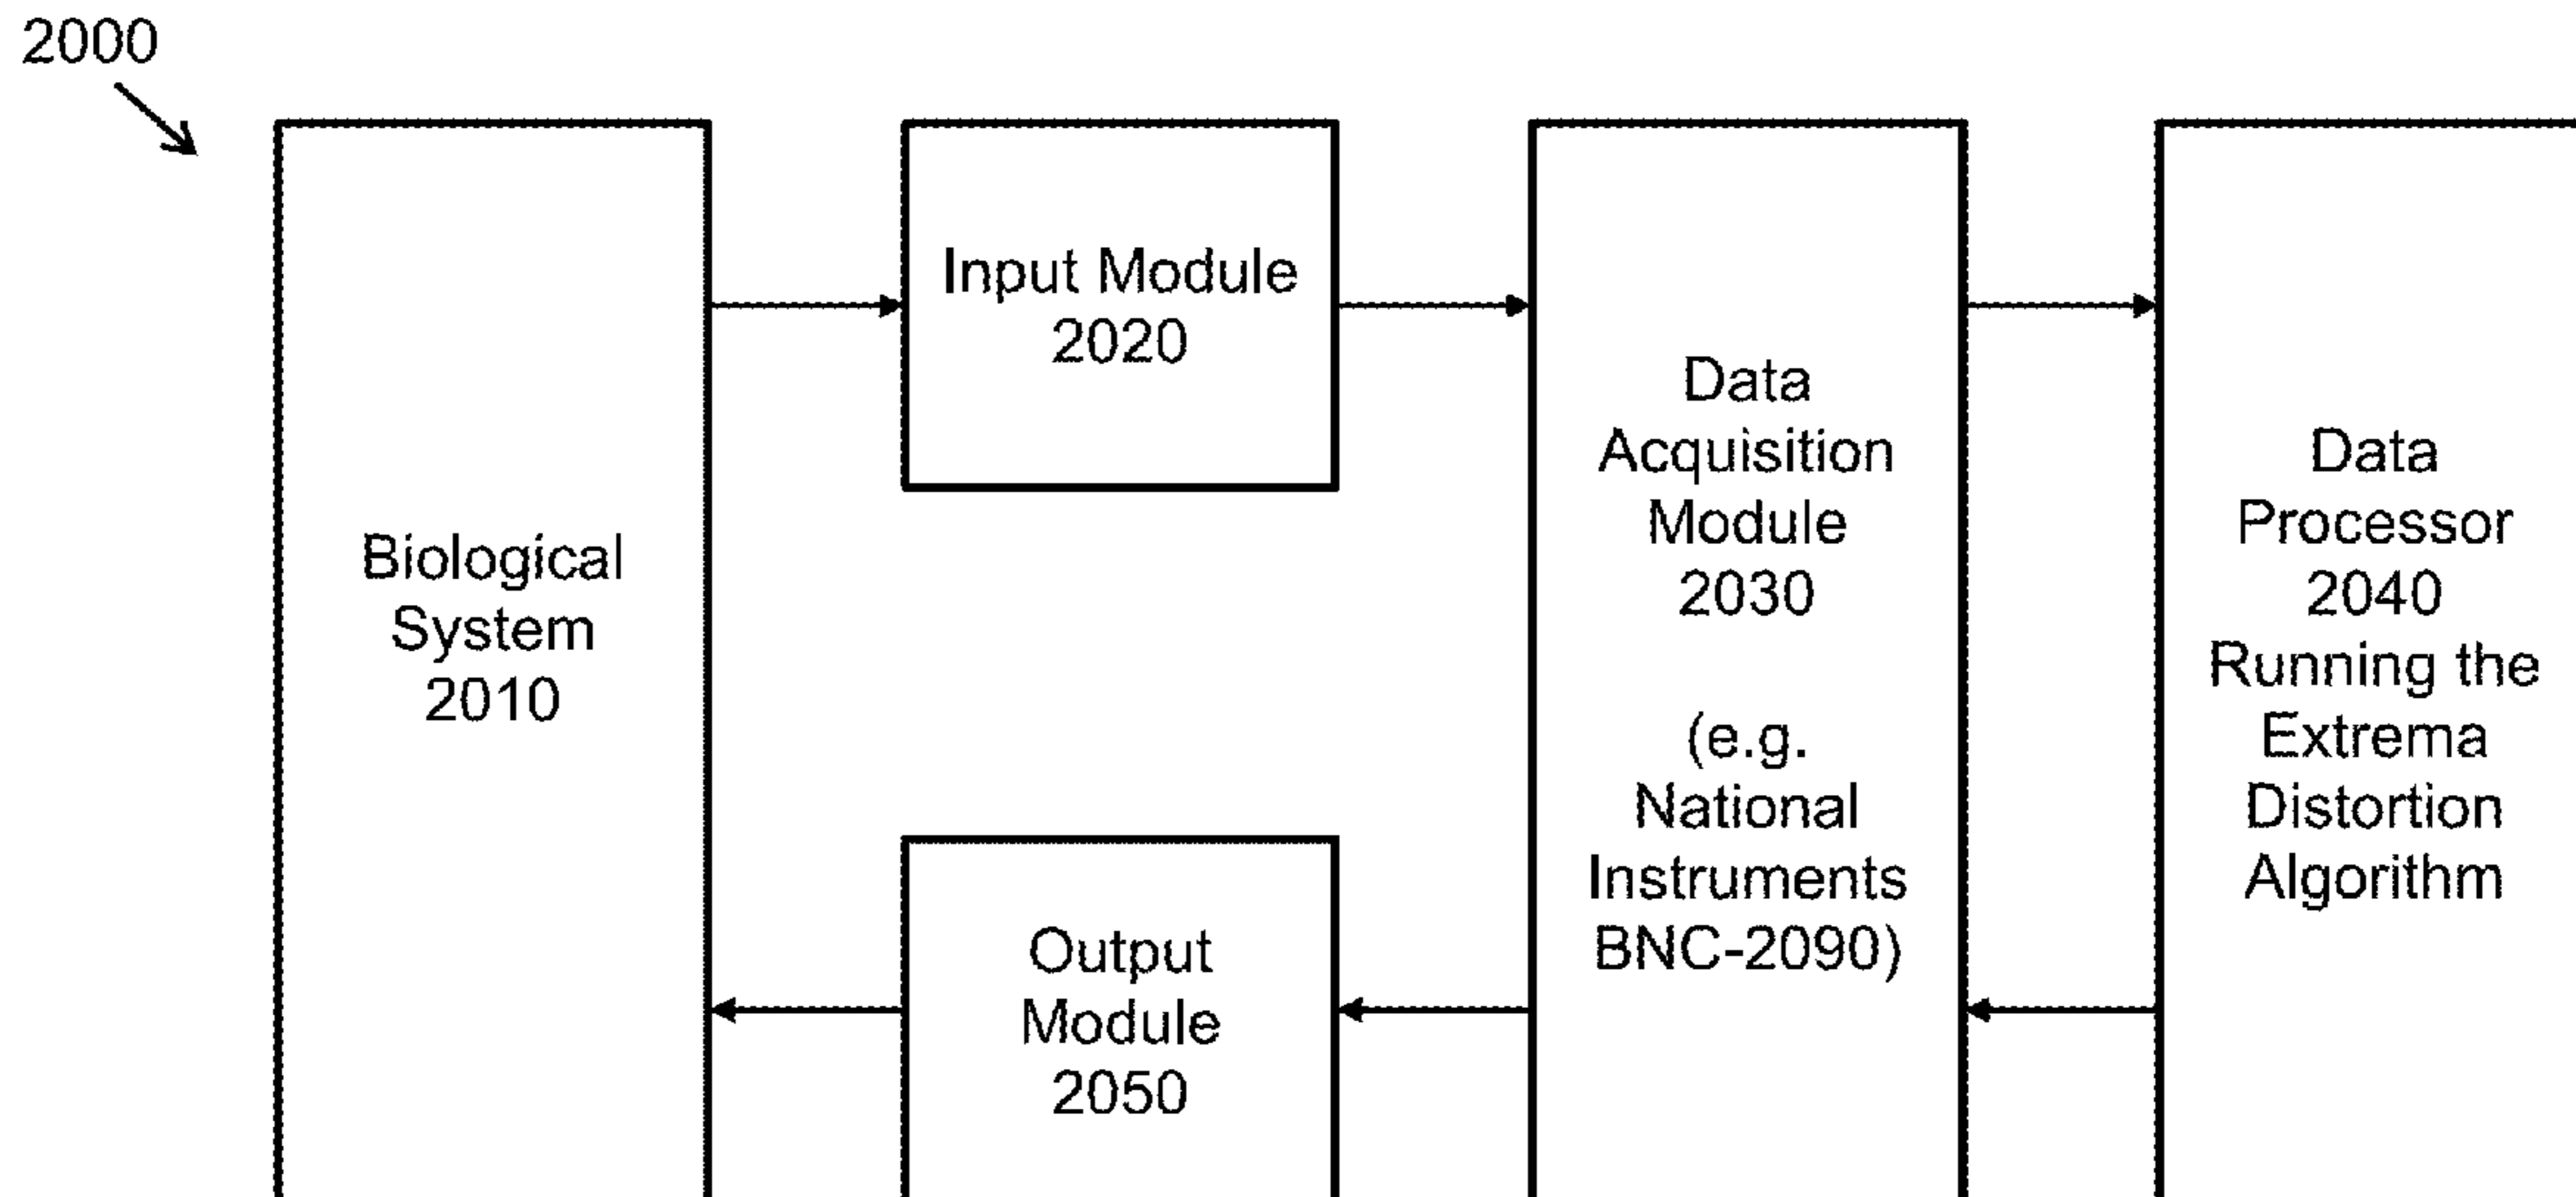 2000
Input Module
2020
Biological
System
2010
Data
Acquisition
Module
2030
(e.g.
National
Instruments
BNC-2090)
Data
Processor
2040
Running the
Extrema
Distortion
Algorithm
Output
Module
2050